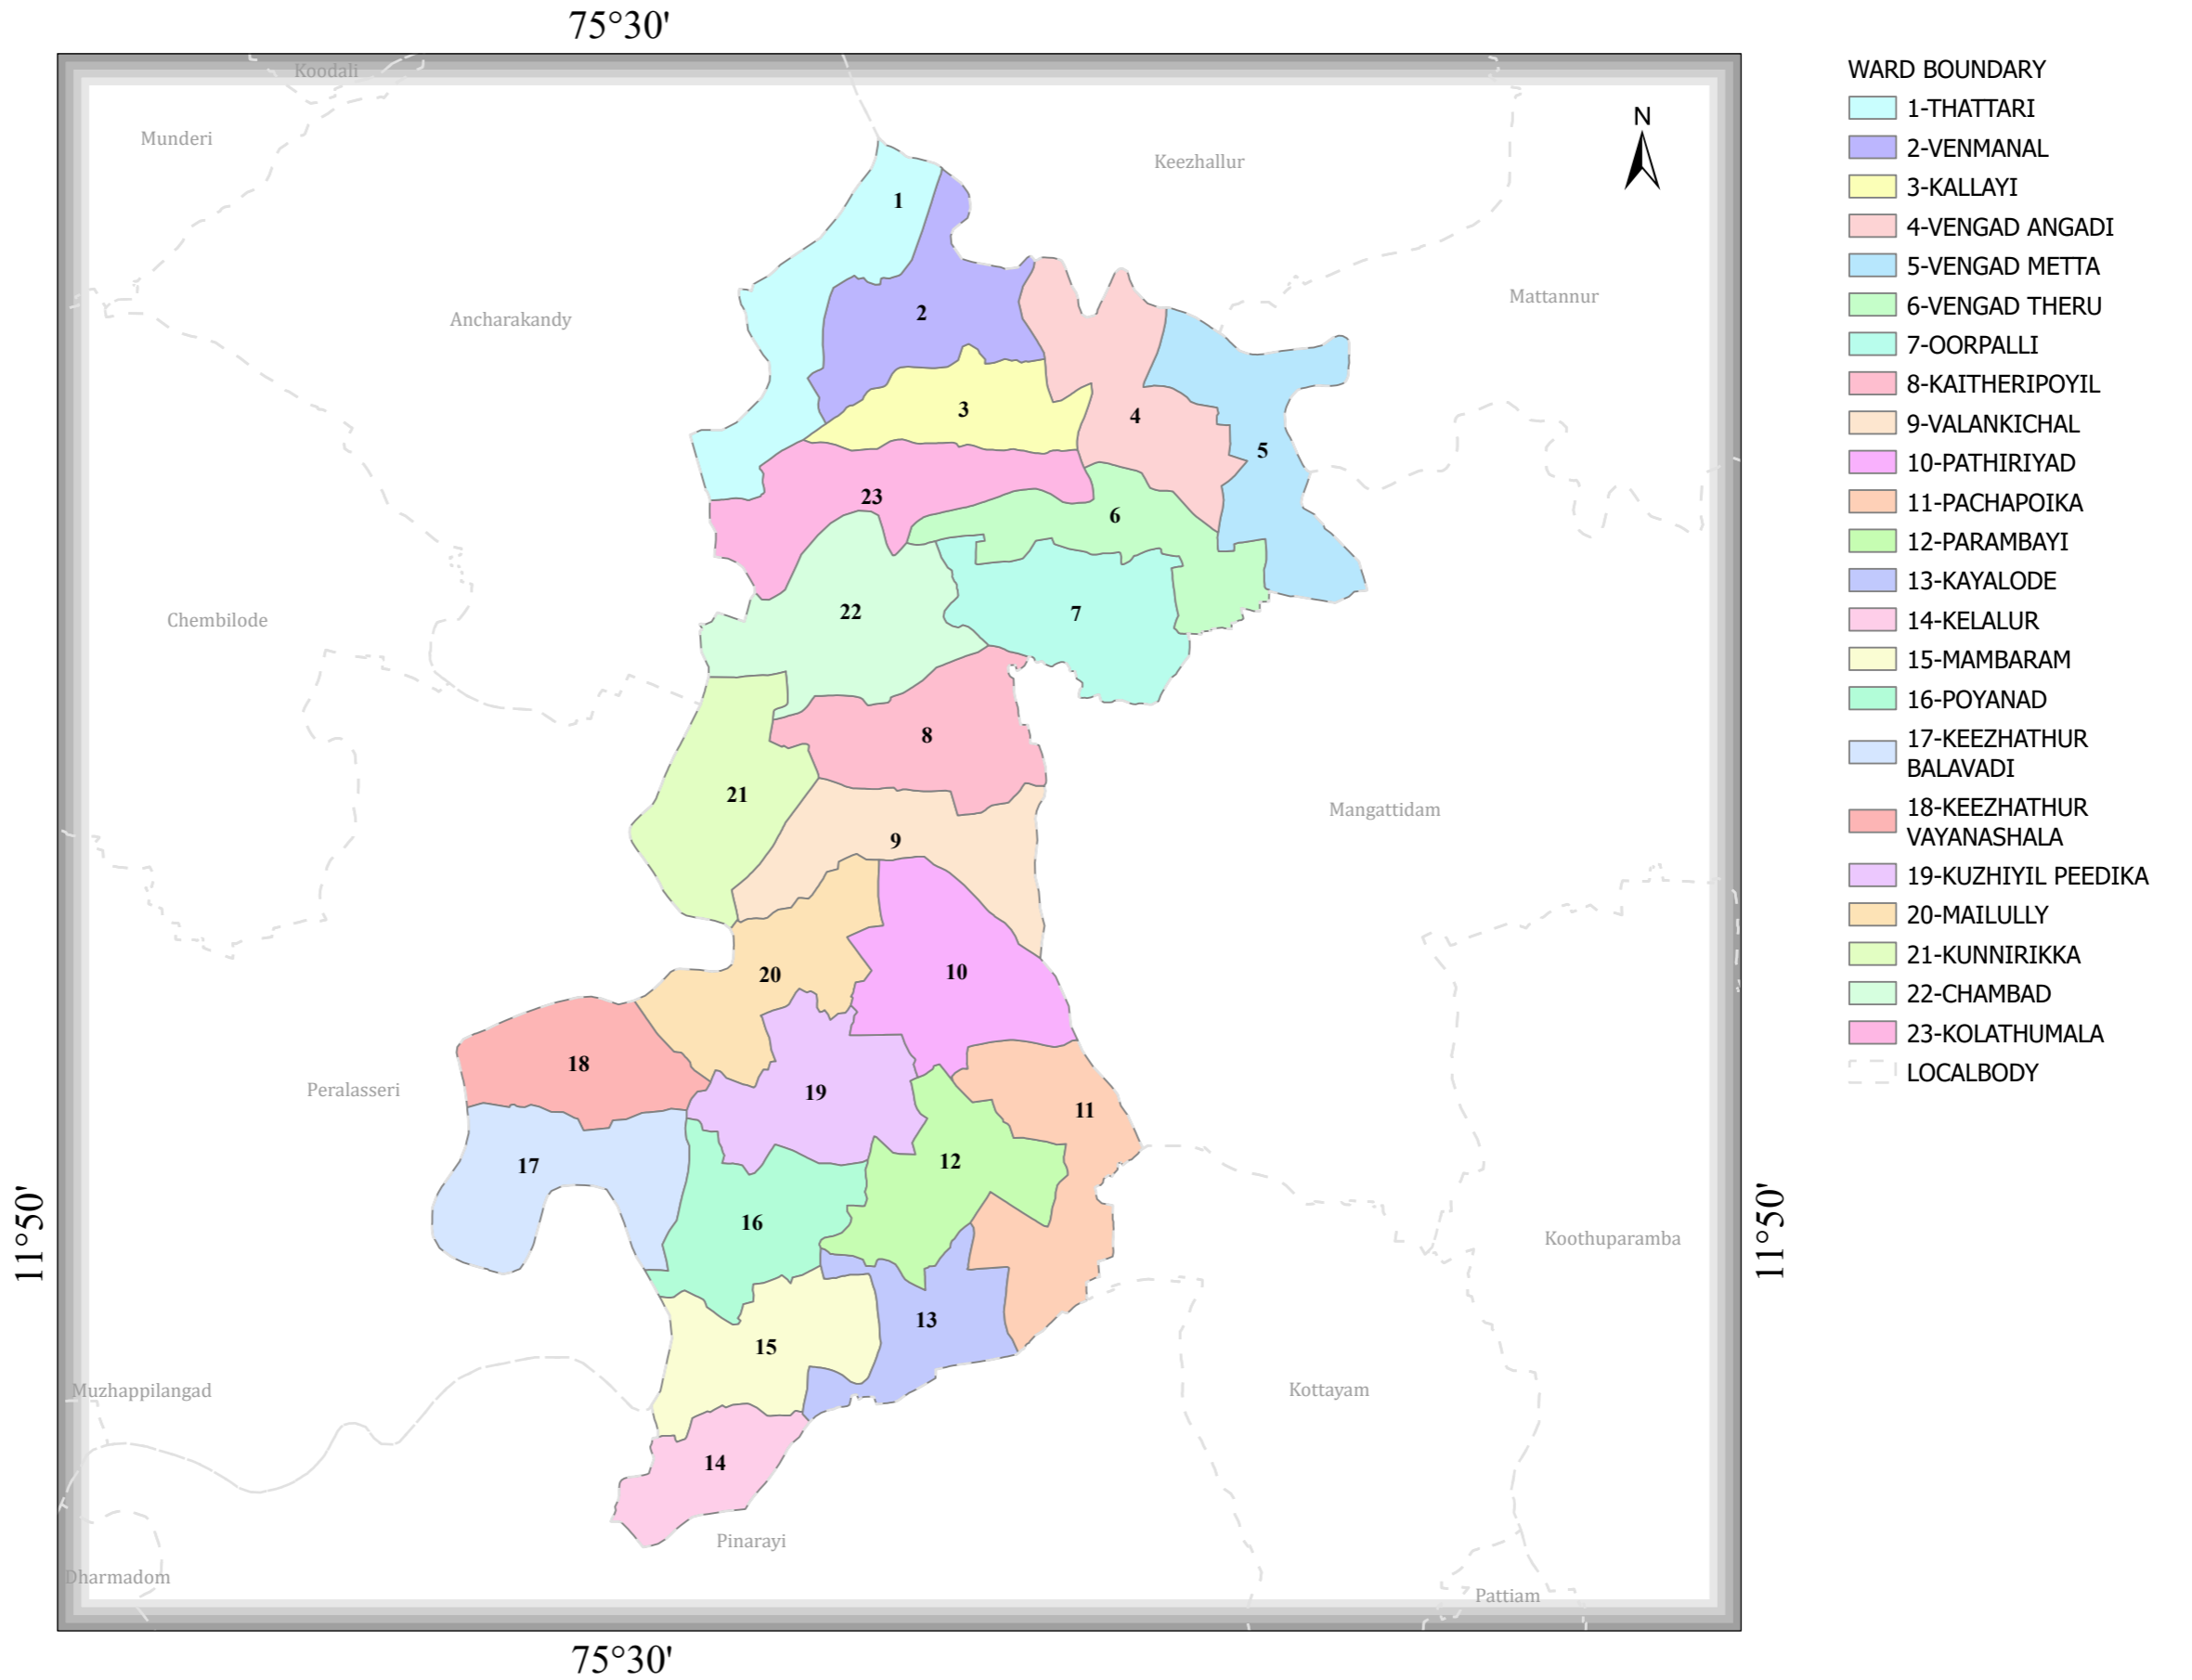 75°30'
Koodali
Munderi
Keezhallur
N
Mattannur
Ancharakandy
Chembilode
Mangattidam
Peralasseri
Koothuparamba
Muzhappilangad
Kottayam
Pinarayi
Dharmadom
Pattiam
1
2
3
4
5
23
6
22
7
8
21
9
20
10
18
19
11
17
12
16
13
15
14
11°50'
11°50'
75°30'
WARD BOUNDARY
1-THATTARI
2-VENMANAL
3-KALLAYI
4-VENGAD ANGADI
5-VENGAD METTA
6-VENGAD THERU
7-OORPALLI
8-KAITHERIPOYIL
9-VALANKICHAL
10-PATHIRIYAD
11-PACHAPOIKA
12-PARAMBAYI
13-KAYALODE
14-KELALUR
15-MAMBARAM
16-POYANAD
17-KEEZHATHUR
BALAVADI
18-KEEZHATHUR
VAYANASHALA
19-KUZHIYIL PEEDIKA
20-MAILULLY
21-KUNNIRIKKA
22-CHAMBAD
23-KOLATHUMALA
LOCALBODY